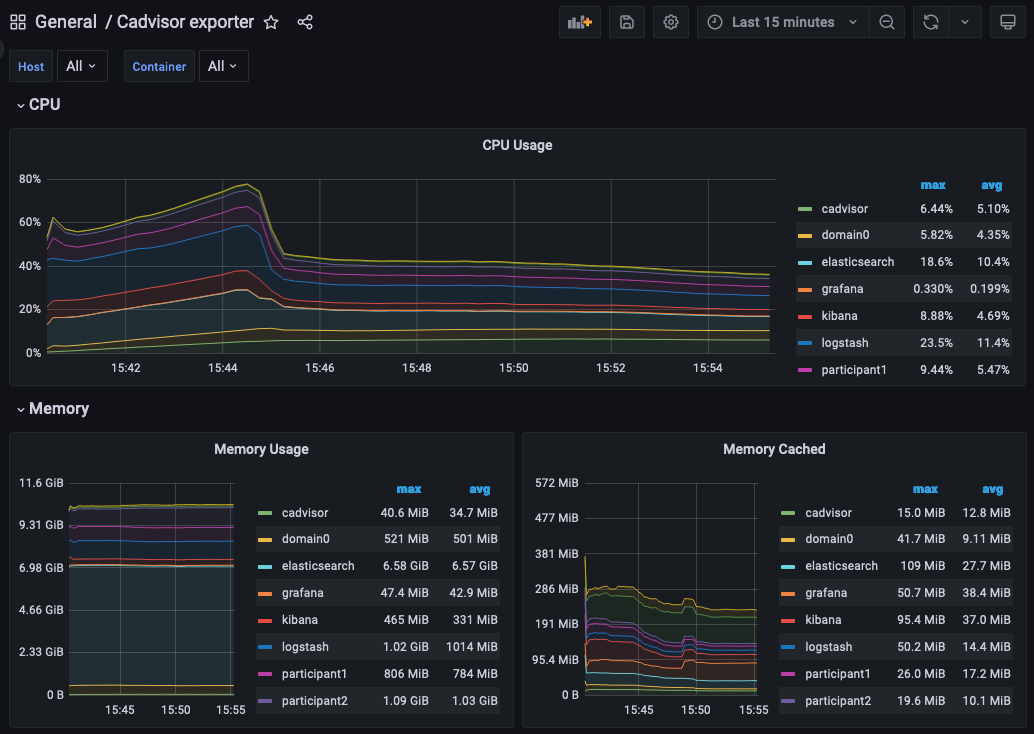 General / Cadvisor exporter
Last 15 minutes
Host All Container All
CPU
CPU Usage
80%
60%
40%
20%
0%
15:42 15:44 15:46 15:48 15:50 15:52 15:54
max avg
cadvisor 6.44% 5.10%
domain0 5.82% 4.35%
elasticsearch 18.6% 10.4%
grafana 0.330% 0.199%
kibana 8.88% 4.69%
logstash 23.5% 11.4%
participant1 9.44% 5.47%
Memory
Memory Usage
11.6 GiB
9.31 GiB
6.98 GiB
4.66 GiB
2.33 GiB
0 B
15:45 15:50 15:55
max avg
cadvisor 40.6 MiB 34.7 MiB
domain0 521 MiB 501 MiB
elasticsearch 6.58 GiB 6.57 GiB
grafana 47.4 MiB 42.9 MiB
kibana 465 MiB 331 MiB
logstash 1.02 GiB 1014 MiB
participant1 806 MiB 784 MiB
participant2 1.09 GiB 1.03 GiB
Memory Cached
572 MiB
477 MiB
381 MiB
286 MiB
191 MiB
95.4 MiB
0 B
15:45 15:50 15:55
max avg
cadvisor 15.0 MiB 12.8 MiB
domain0 41.7 MiB 9.11 MiB
elasticsearch 109 MiB 27.7 MiB
grafana 50.7 MiB 38.4 MiB
kibana 95.4 MiB 37.0 MiB
logstash 50.2 MiB 14.4 MiB
participant1 26.0 MiB 17.2 MiB
participant2 19.6 MiB 10.1 MiB